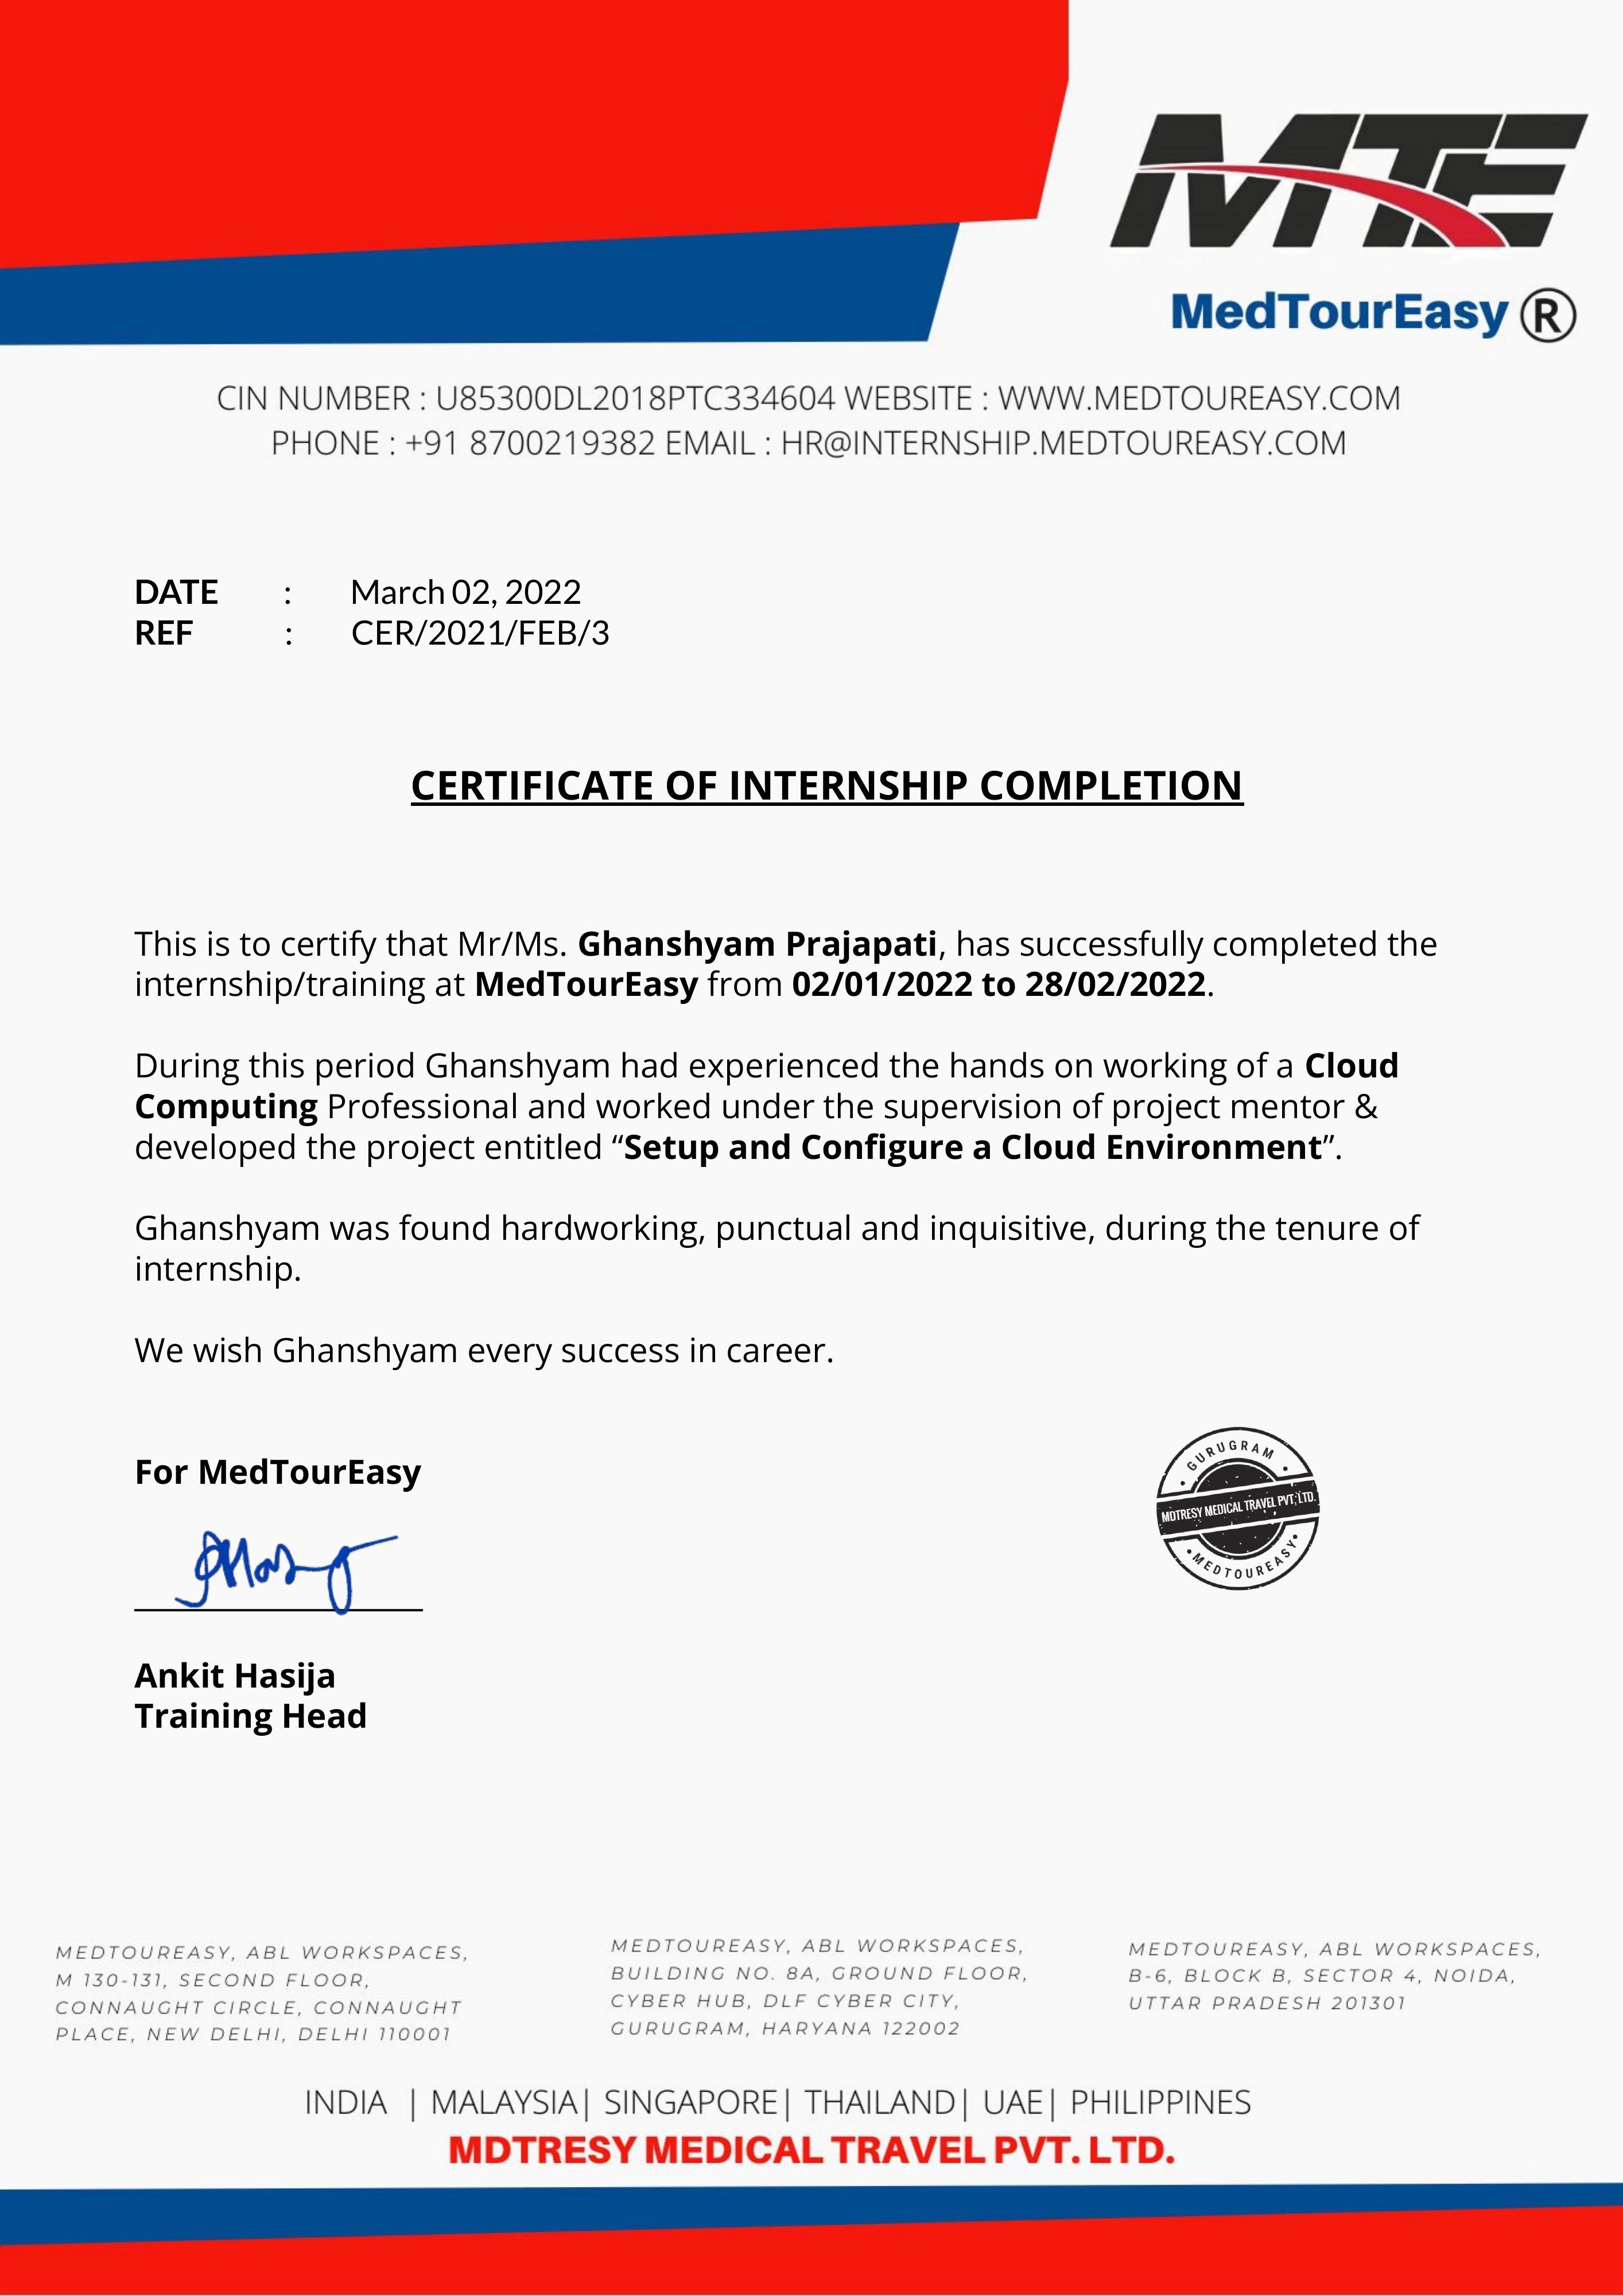 MTE
MedTourEasy ®
CIN NUMBER : U85300DL2018PTC334604 WEBSITE : WWW.MEDTOUREASY.COM
PHONE : +91 8700219382 EMAIL : HR@INTERNSHIP.MEDTOUREASY.COM
DATE : March 02, 2022
REF : CER/2021/FEB/3
CERTIFICATE OF INTERNSHIP COMPLETION
This is to certify that Mr/Ms. Ghanshyam Prajapati, has successfully completed the
internship/training at MedTourEasy from 02/01/2022 to 28/02/2022.
During this period Ghanshyam had experienced the hands on working of a Cloud
Computing Professional and worked under the supervision of project mentor &
developed the project entitled “Setup and Configure a Cloud Environment”.
Ghanshyam was found hardworking, punctual and inquisitive, during the tenure of
internship.
We wish Ghanshyam every success in career.
For MedTourEasy
GURUGRAM
MDTRESY MEDICAL TRAVEL PVT. LTD.
MEDTOUREASY
Ankit Hasija
Training Head
MEDTOUREASY, ABL WORKSPACES,
M 130-131, SECOND FLOOR,
CONNAUGHT CIRCLE, CONNAUGHT
PLACE, NEW DELHI, DELHI 110001
MEDTOUREASY, ABL WORKSPACES,
BUILDING NO. 8A, GROUND FLOOR,
CYBER HUB, DLF CYBER CITY,
GURUGRAM, HARYANA 122002
MEDTOUREASY, ABL WORKSPACES,
B-6, BLOCK B, SECTOR 4, NOIDA,
UTTAR PRADESH 201301
INDIA | MALAYSIA| SINGAPORE| THAILAND| UAE| PHILIPPINES
MDTRESY MEDICAL TRAVEL PVT. LTD.